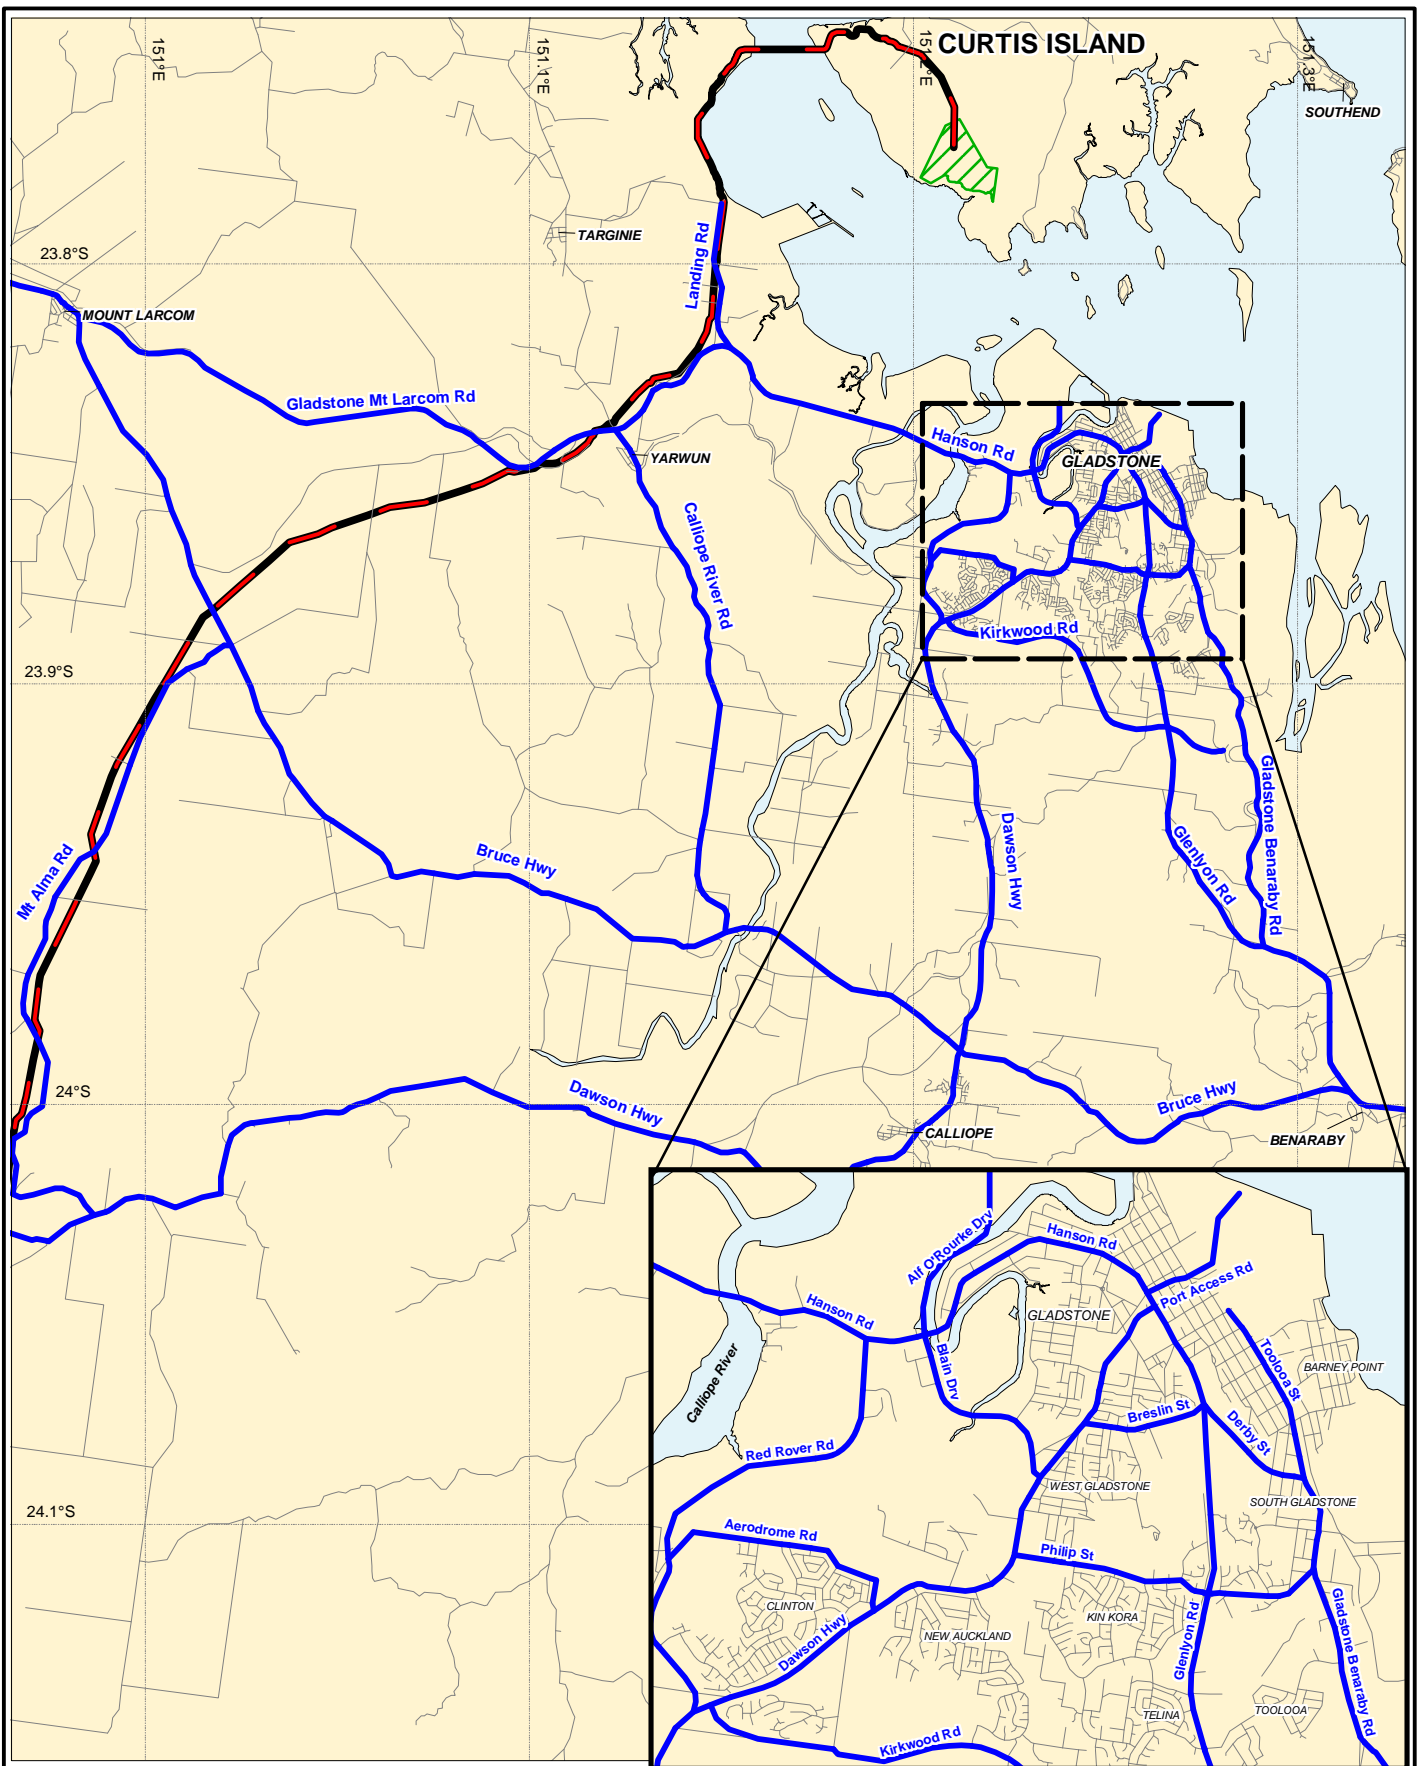 151°E
151.1°E
151.2°E
CURTIS ISLAND
151.3°E
SOUTHEND
TARGINIE
23.8°S
Landing Rd
MOUNT LARCOM
Gladstone Mt Larcom Rd
YARWUN
Hanson Rd
GLADSTONE
Calliope River Rd
Kirkwood Rd
23.9°S
Gladstone Benaraby Rd
Dawson Hwy
Glenlyon Rd
Bruce Hwy
Mt Alma Rd
24°S
Dawson Hwy
Bruce Hwy
CALLIOPE
BENARABY
24.1°S
Alf O'Rourke Drv
Hanson Rd
Port Access Rd
Hanson Rd
GLADSTONE
Blain Drv
Toolooa St
BARNEY POINT
Calliope River
Breslin St
Derby St
Red Rover Rd
WEST GLADSTONE
SOUTH GLADSTONE
Aerodrome Rd
Philip St
CLINTON
KIN KORA
Dawson Hwy
NEW AUCKLAND
Glenlyon Rd
Gladstone Benaraby Rd
TELINA
TOOLOOA
Kirkwood Rd